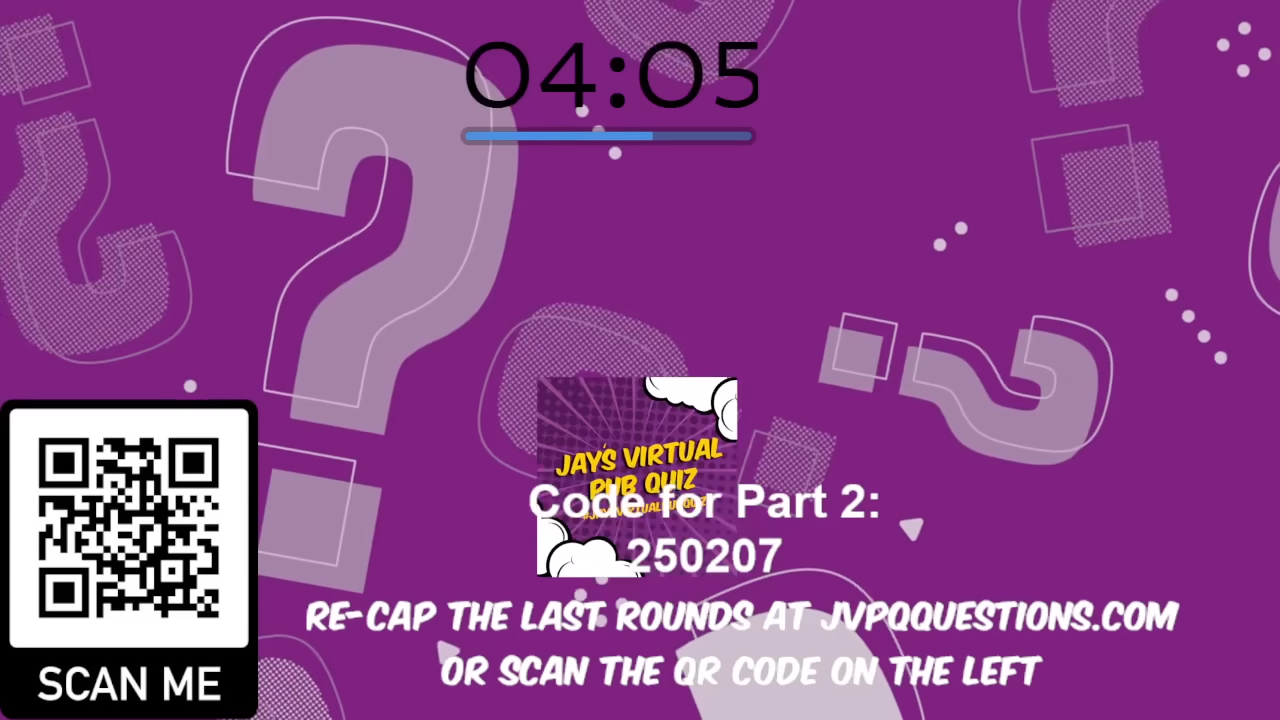 04:05
JAY'S VIRTUAL
PUB QUIZ
Code for Part 2:
250207
RE-CAP THE LAST ROUNDS AT JVPQQUESTIONS.COM
OR SCAN THE QR CODE ON THE LEFT
SCAN ME